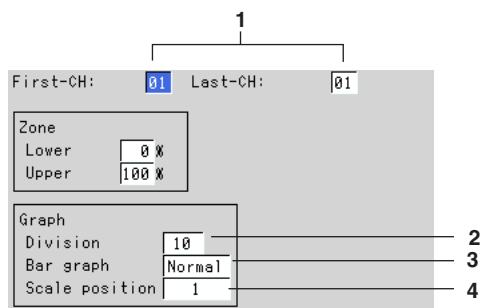 1
First-CH: 01 Last-CH: 01
Zone
Lower 0 %
Upper 100 %
Graph
Division 10 2
Bar graph Normal 3
Scale position 1 4